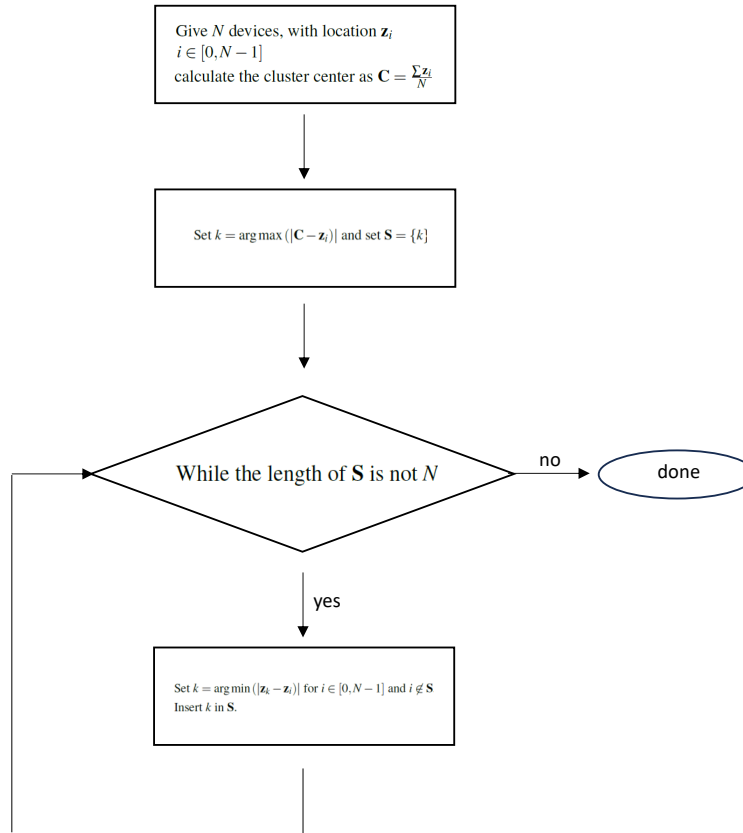 Give N devices, with location z_i
i ∈ [0, N − 1]
calculate the cluster center as C = Σz_i/N
Set k = arg max (|C − z_i)| and set S = {k}
While the length of S is not N
no
done
yes
Set k = arg min (|z_k − z_i)| for i ∈ [0, N − 1] and i ∉ S
Insert k in S.